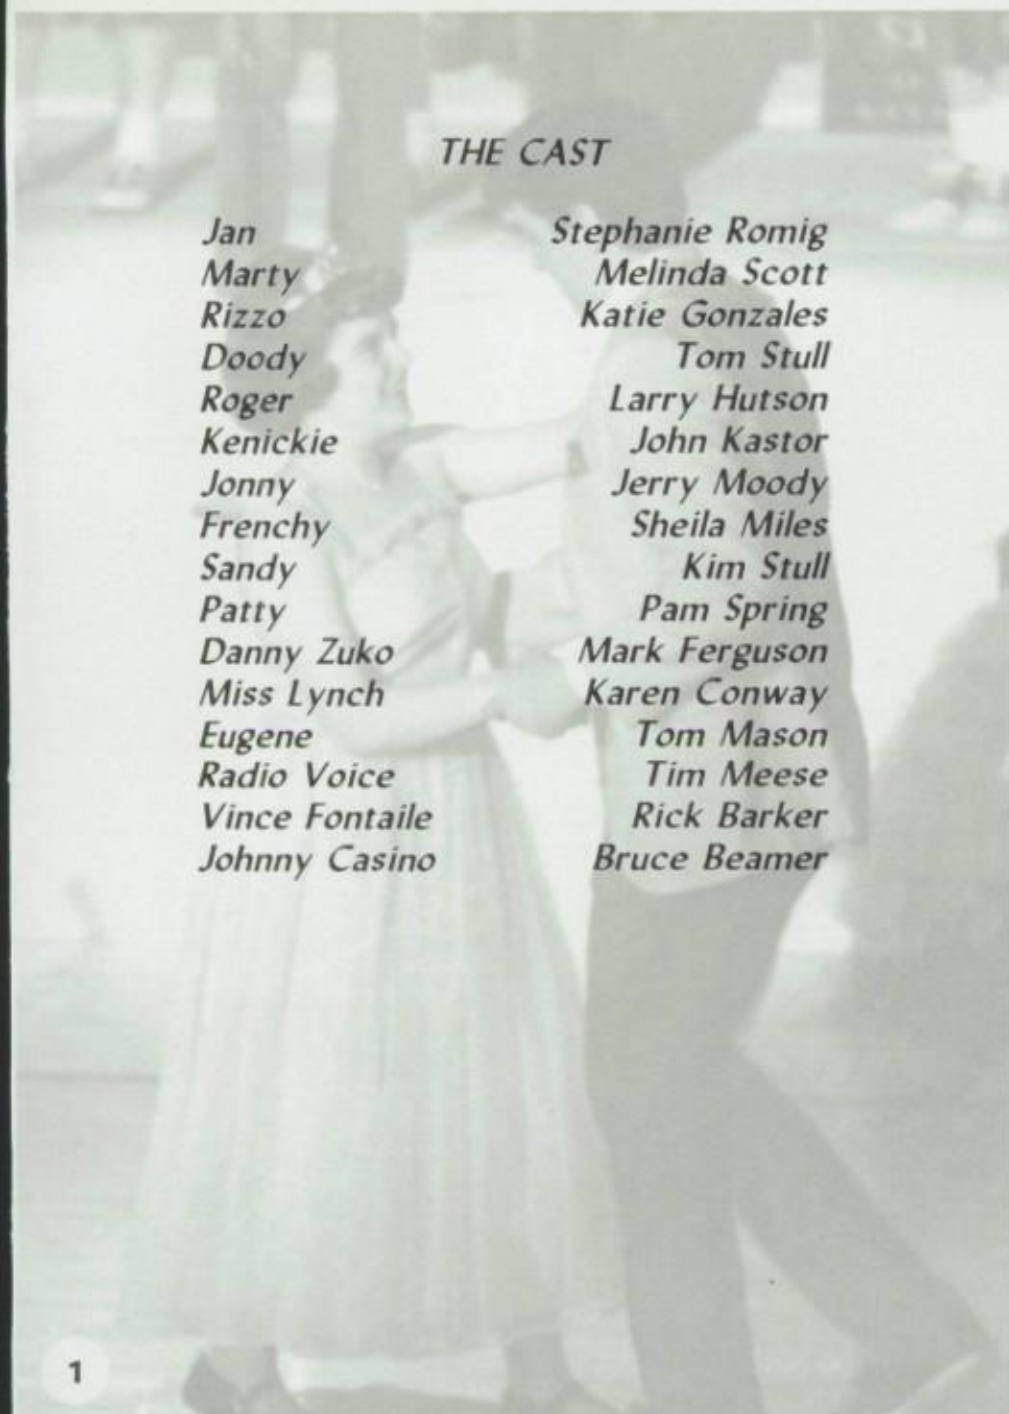 THE CAST
Jan Stephanie Romig
Marty Melinda Scott
Rizzo Katie Gonzales
Doody Tom Stull
Roger Larry Hutson
Kenickie John Kastor
Jonny Jerry Moody
Frenchy Sheila Miles
Sandy Kim Stull
Patty Pam Spring
Danny Zuko Mark Ferguson
Miss Lynch Karen Conway
Eugene Tom Mason
Radio Voice Tim Meese
Vince Fontaile Rick Barker
Johnny Casino Bruce Beamer
1